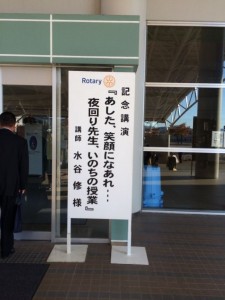 Rotary
記念講演
『あした、笑顔になあれ…
夜回り先生、いのちの授業』
講師 水谷 修 様